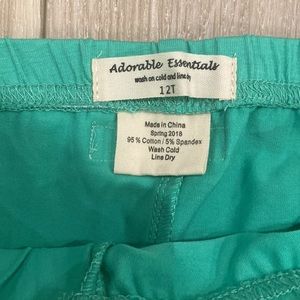 Adorable Essentials
wash on cold and line dry
12T
Made in China
Spring 2018
95% Cotton / 5% Spandex
Wash Cold
Line Dry